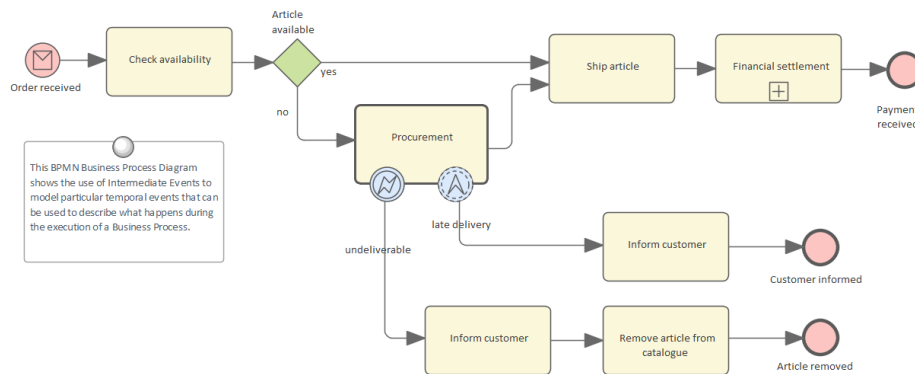 Article
available
Check availability
Order received
yes
no
Ship article
Financial settlement
Payment
received
Procurement
This BPMN Business Process Diagram
shows the use of Intermediate Events to
model particular temporal events that can
be used to describe what happens during
the execution of a Business Process.
undeliverable
late delivery
Inform customer
Customer informed
Inform customer
Remove article from
catalogue
Article removed